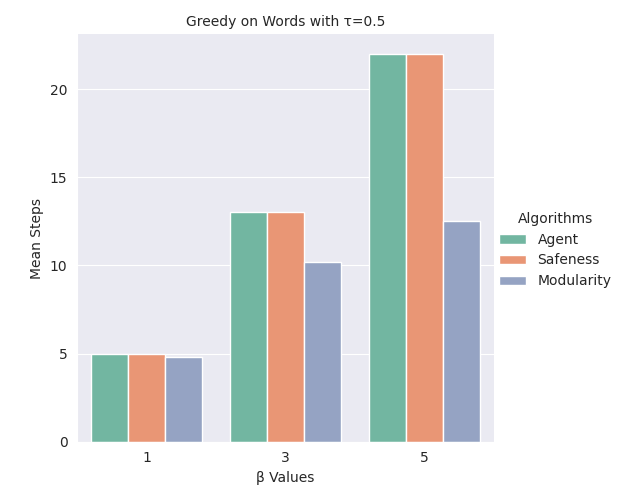 Greedy on Words with τ=0.5
Mean Steps
20
15
10
5
0
1 3 5
β Values
Algorithms
Agent
Safeness
Modularity